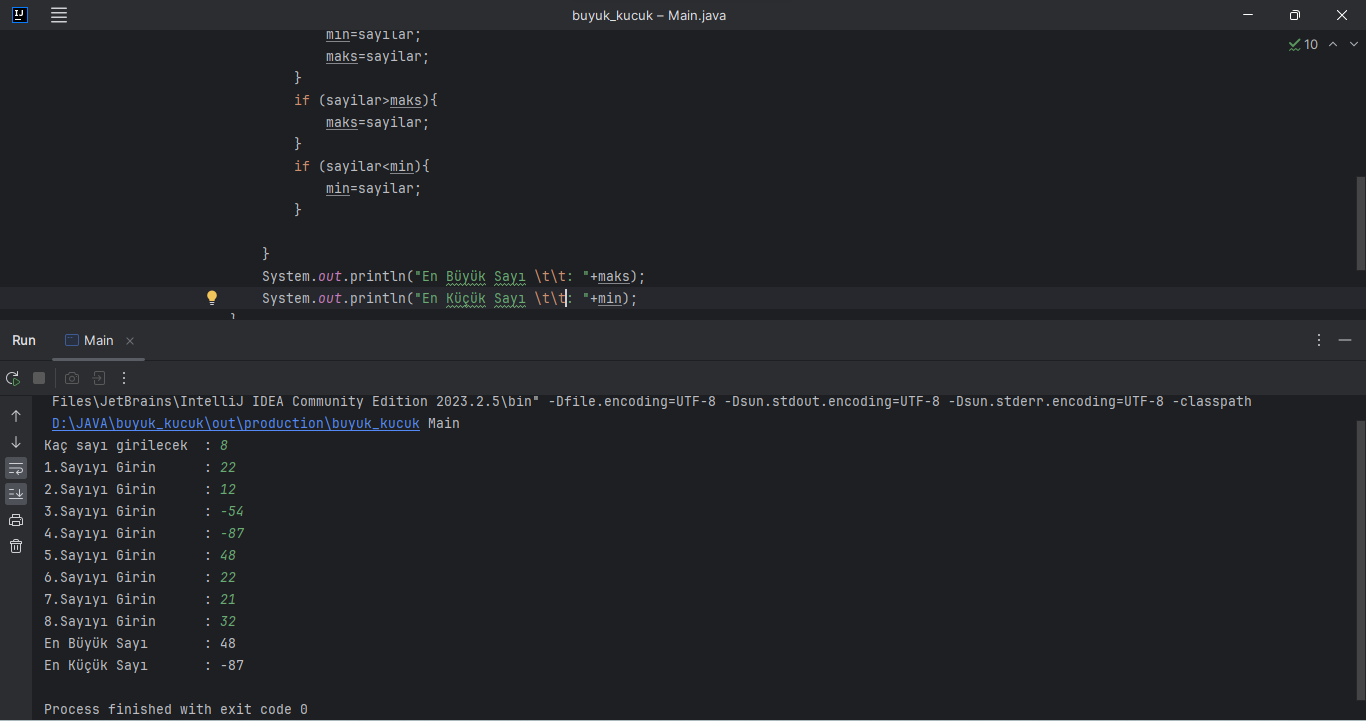 IJ
buyuk_kucuk – Main.java
min=sayilar;
10
maks=sayilar;
}
if (sayilar>maks){
maks=sayilar;
}
if (sayilar<min){
min=sayilar;
}
}
System.out.println("En Büyük Sayı \t\t: "+maks);
System.out.println("En Küçük Sayı \t\t: "+min);
}
Run
Main
Files\JetBrains\IntelliJ IDEA Community Edition 2023.2.5\bin" -Dfile.encoding=UTF-8 -Dsun.stdout.encoding=UTF-8 -Dsun.stderr.encoding=UTF-8 -classpath
D:\JAVA\buyuk_kucuk\out\production\buyuk_kucuk Main
Kaç sayı girilecek : 8
1.Sayıyı Girin : 22
2.Sayıyı Girin : 12
3.Sayıyı Girin : -54
4.Sayıyı Girin : -87
5.Sayıyı Girin : 48
6.Sayıyı Girin : 22
7.Sayıyı Girin : 21
8.Sayıyı Girin : 32
En Büyük Sayı : 48
En Küçük Sayı : -87
Process finished with exit code 0